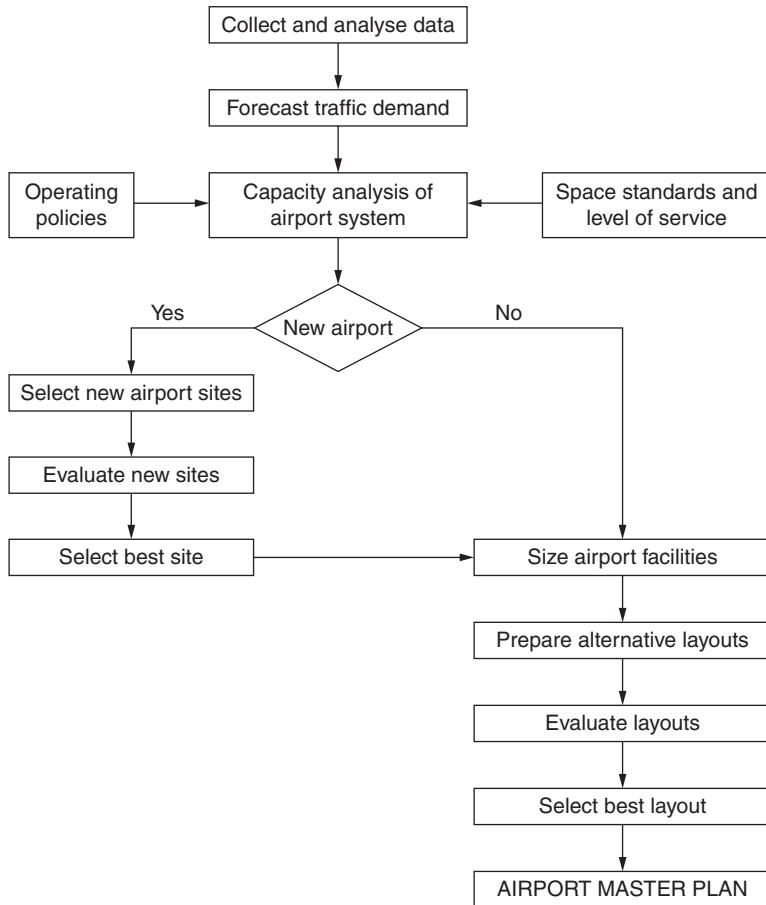 Collect and analyse data
Forecast traffic demand
Operating
policies
Capacity analysis of
airport system
Space standards and
level of service
Yes
New airport
No
Select new airport sites
Evaluate new sites
Select best site
Size airport facilities
Prepare alternative layouts
Evaluate layouts
Select best layout
AIRPORT MASTER PLAN